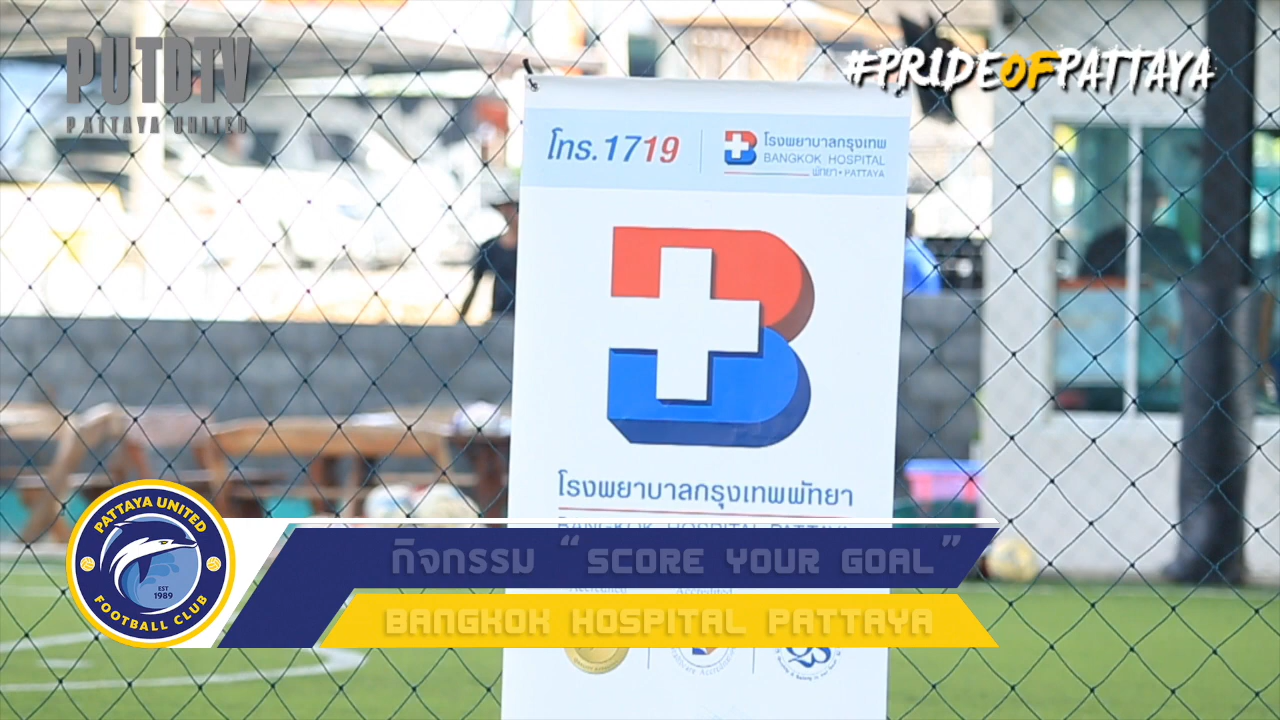 PUTDTV
PATTAYA UNITED
#PRIDEOFPATTAYA
โทร.1719
โรงพยาบาลกรุงเทพ
BANGKOK HOSPITAL
พัทยา • PATTAYA
โรงพยาบาลกรุงเทพพัทยา
BANGKOK HOSPITAL PATTAYA
PATTAYA UNITED
EST
1989
FOOTBALL CLUB
กิจกรรม “SCORE YOUR GOAL”
BANGKOK HOSPITAL PATTAYA